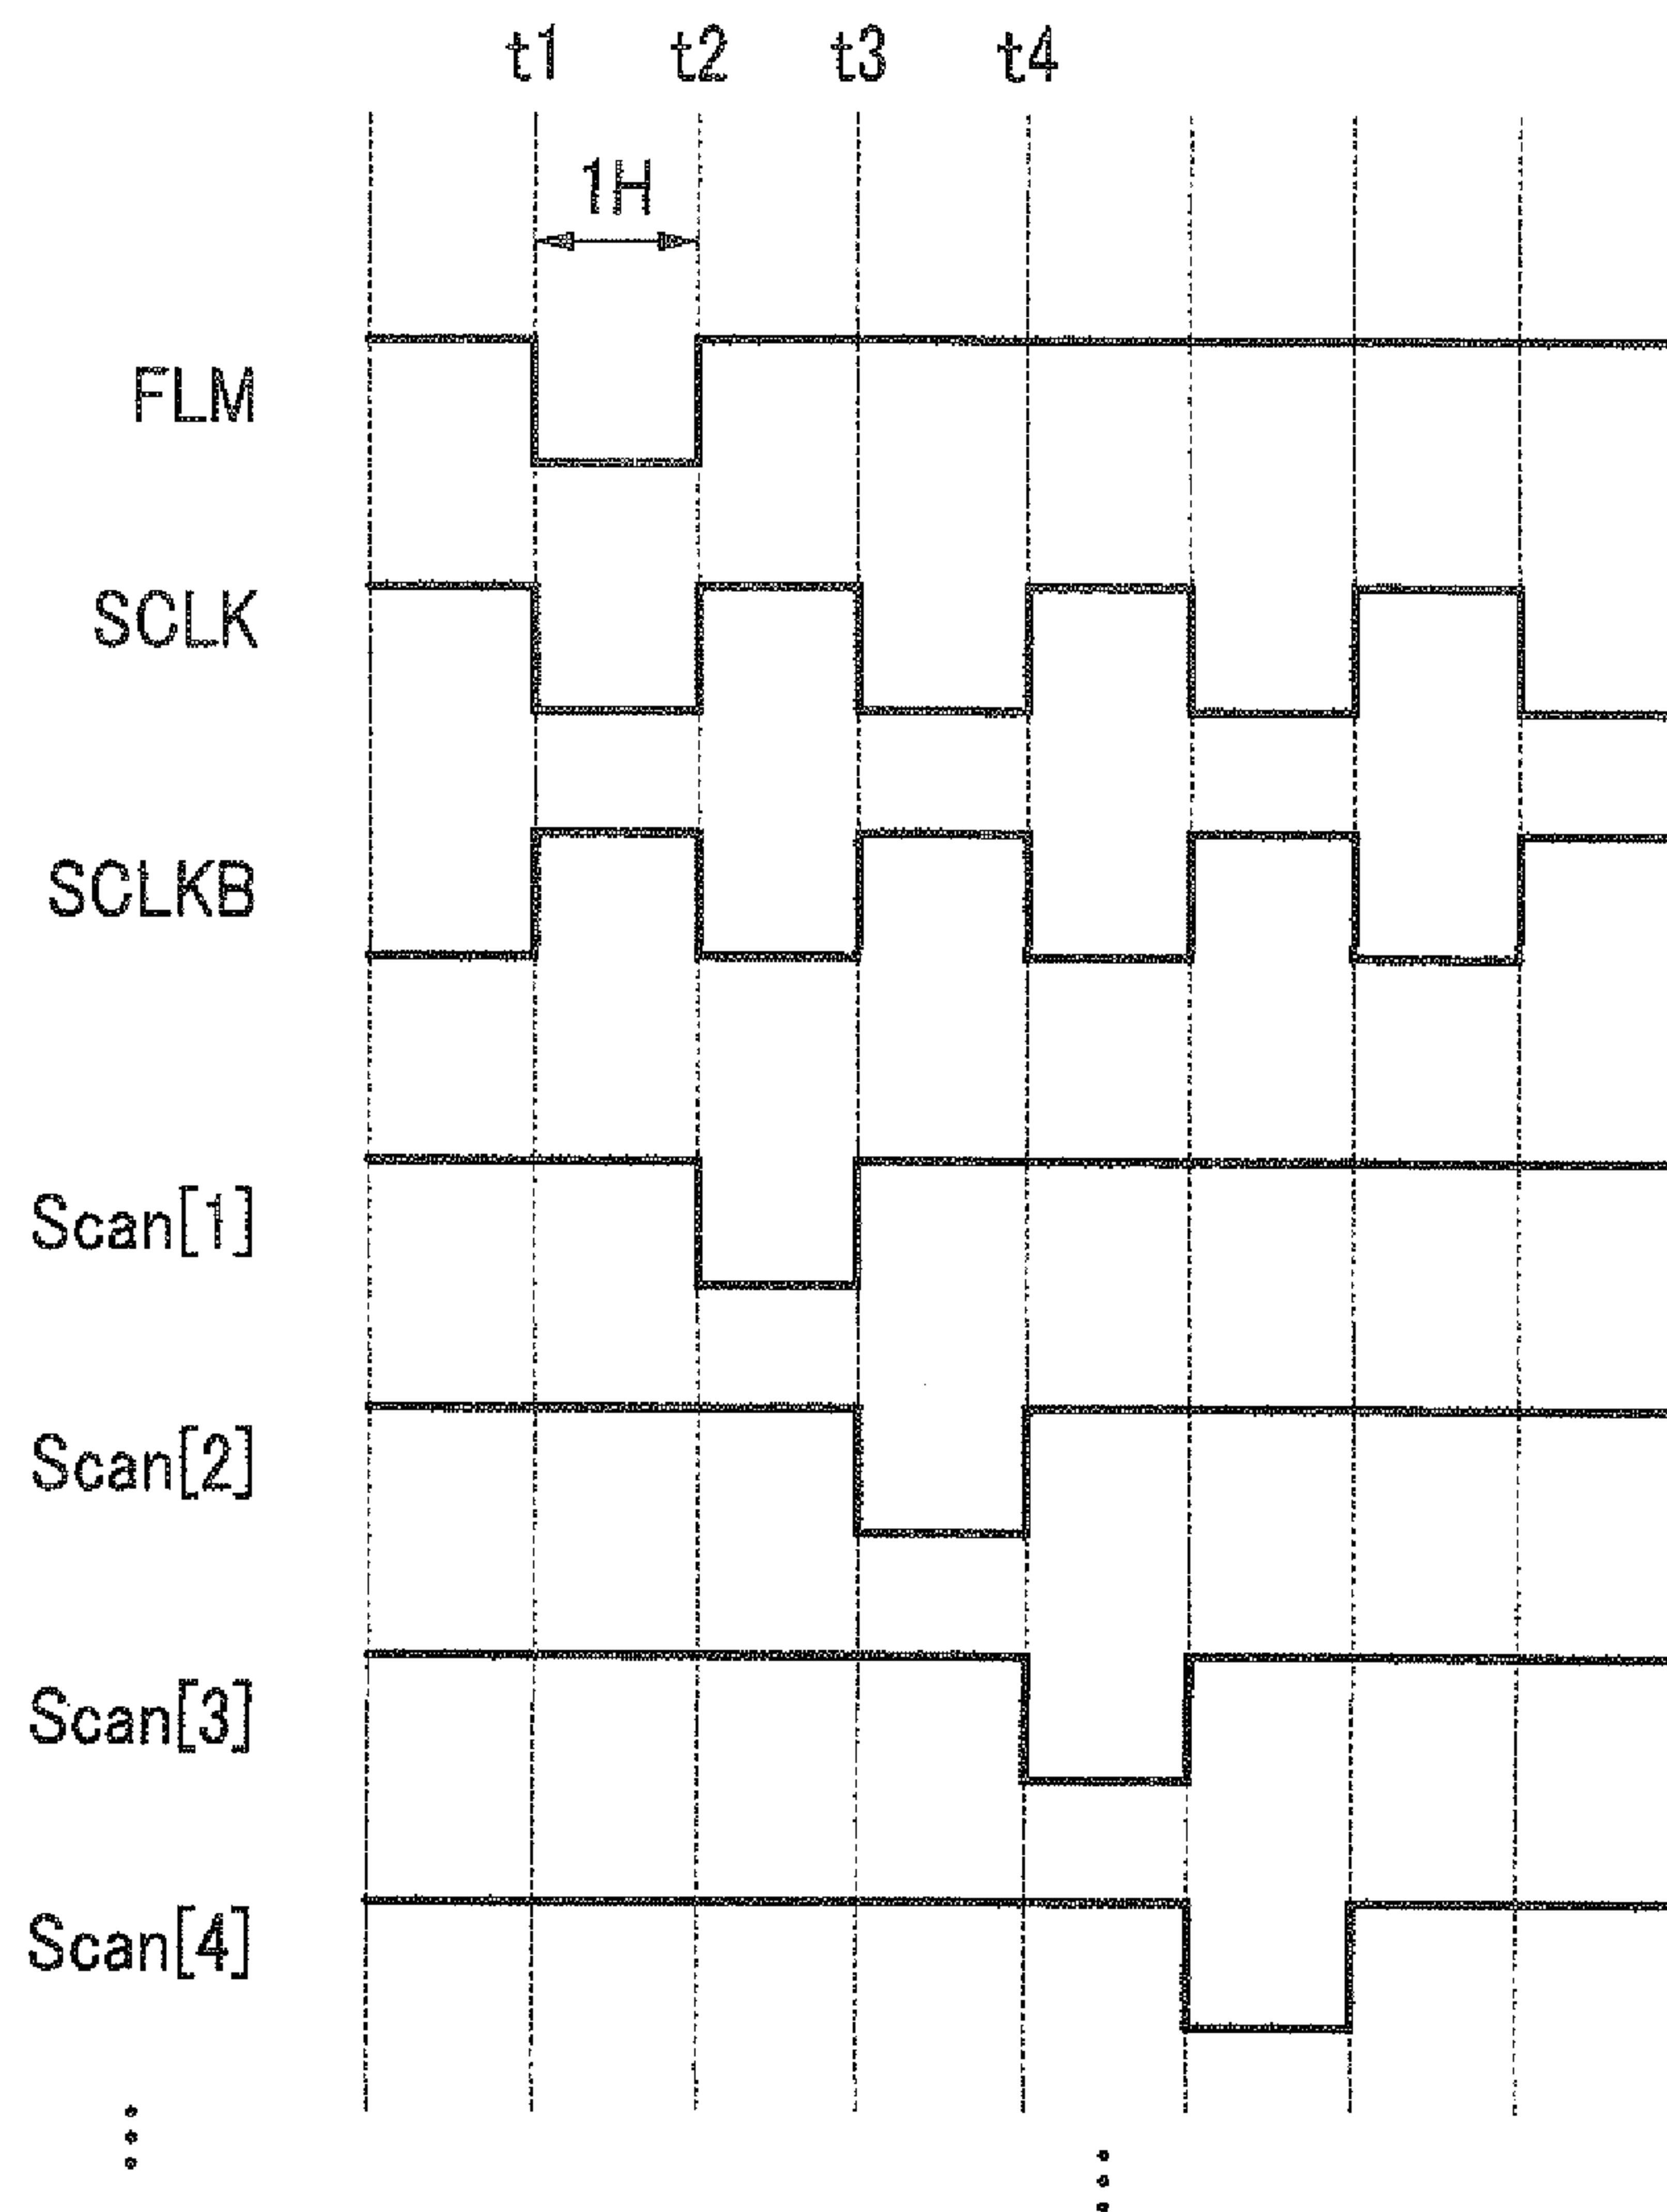 t1 t2 t3 t4
1H
FLM
SCLK
SCLKB
Scan[1]
Scan[2]
Scan[3]
Scan[4]